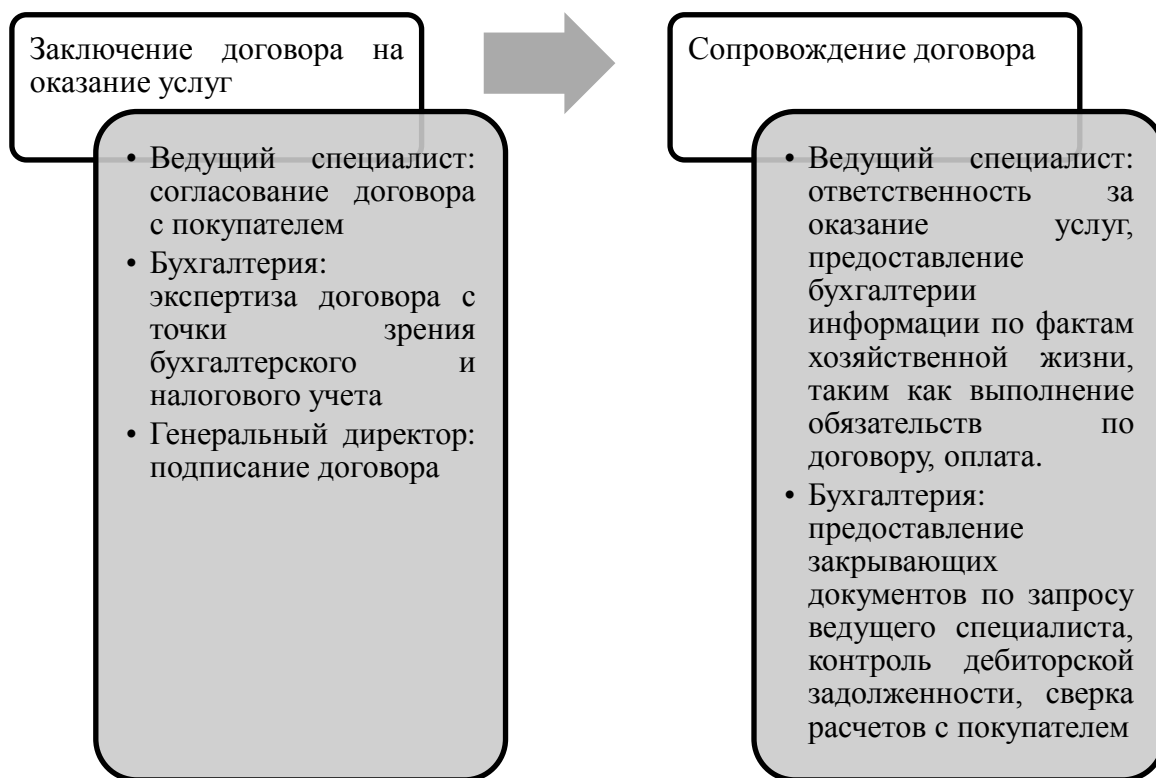 Заключение договора на
оказание услуг
• Ведущий специалист:
согласование договора
с покупателем
• Бухгалтерия:
экспертиза договора с
точки зрения
бухгалтерского и
налогового учета
• Генеральный директор:
подписание договора
Сопровождение договора
• Ведущий специалист:
ответственность за
оказание услуг,
предоставление
бухгалтерии
информации по фактам
хозяйственной жизни,
таким как выполнение
обязательств по
договору, оплата.
• Бухгалтерия:
предоставление
закрывающих
документов по запросу
ведущего специалиста,
контроль дебиторской
задолженности, сверка
расчетов с покупателем